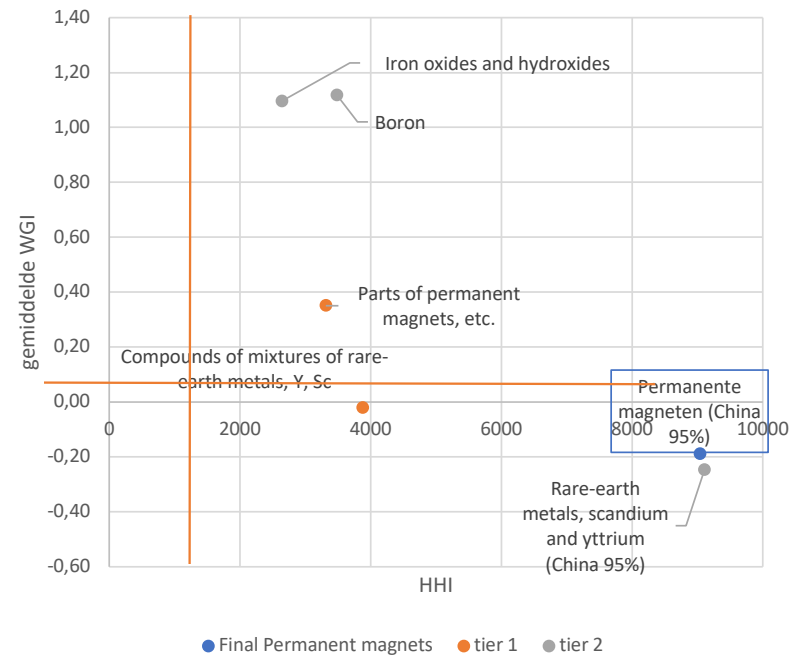 1,40
1,20
1,00
0,80
0,60
0,40
0,20
0,00
-0,20
-0,40
-0,60
gemiddelde WGI
Iron oxides and hydroxides
Boron
Parts of permanent
magnets, etc.
Compounds of mixtures of rare-
earth metals, Y, Sc
Permanente
magneten (China
95%)
0
2000
4000
6000
8000
10000
Rare-earth
metals, scandium
and yttrium
(China 95%)
HHI
Final Permanent magnets
tier 1
tier 2